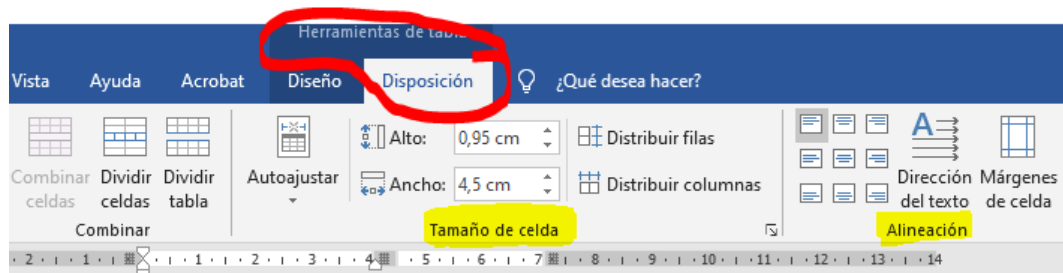 Herramientas de tabl
Vista Ayuda Acrobat Diseño Disposición ¿Qué desea hacer?
Alto: 0,95 cm Distribuir filas
Combinar celdas Dividir celdas Dividir tabla Autoajustar Ancho: 4,5 cm Distribuir columnas Dirección del texto Márgenes de celda
Combinar Tamaño de celda Alineación
2 1 1 2 3 4 5 6 7 8 9 10 11 12 13 14